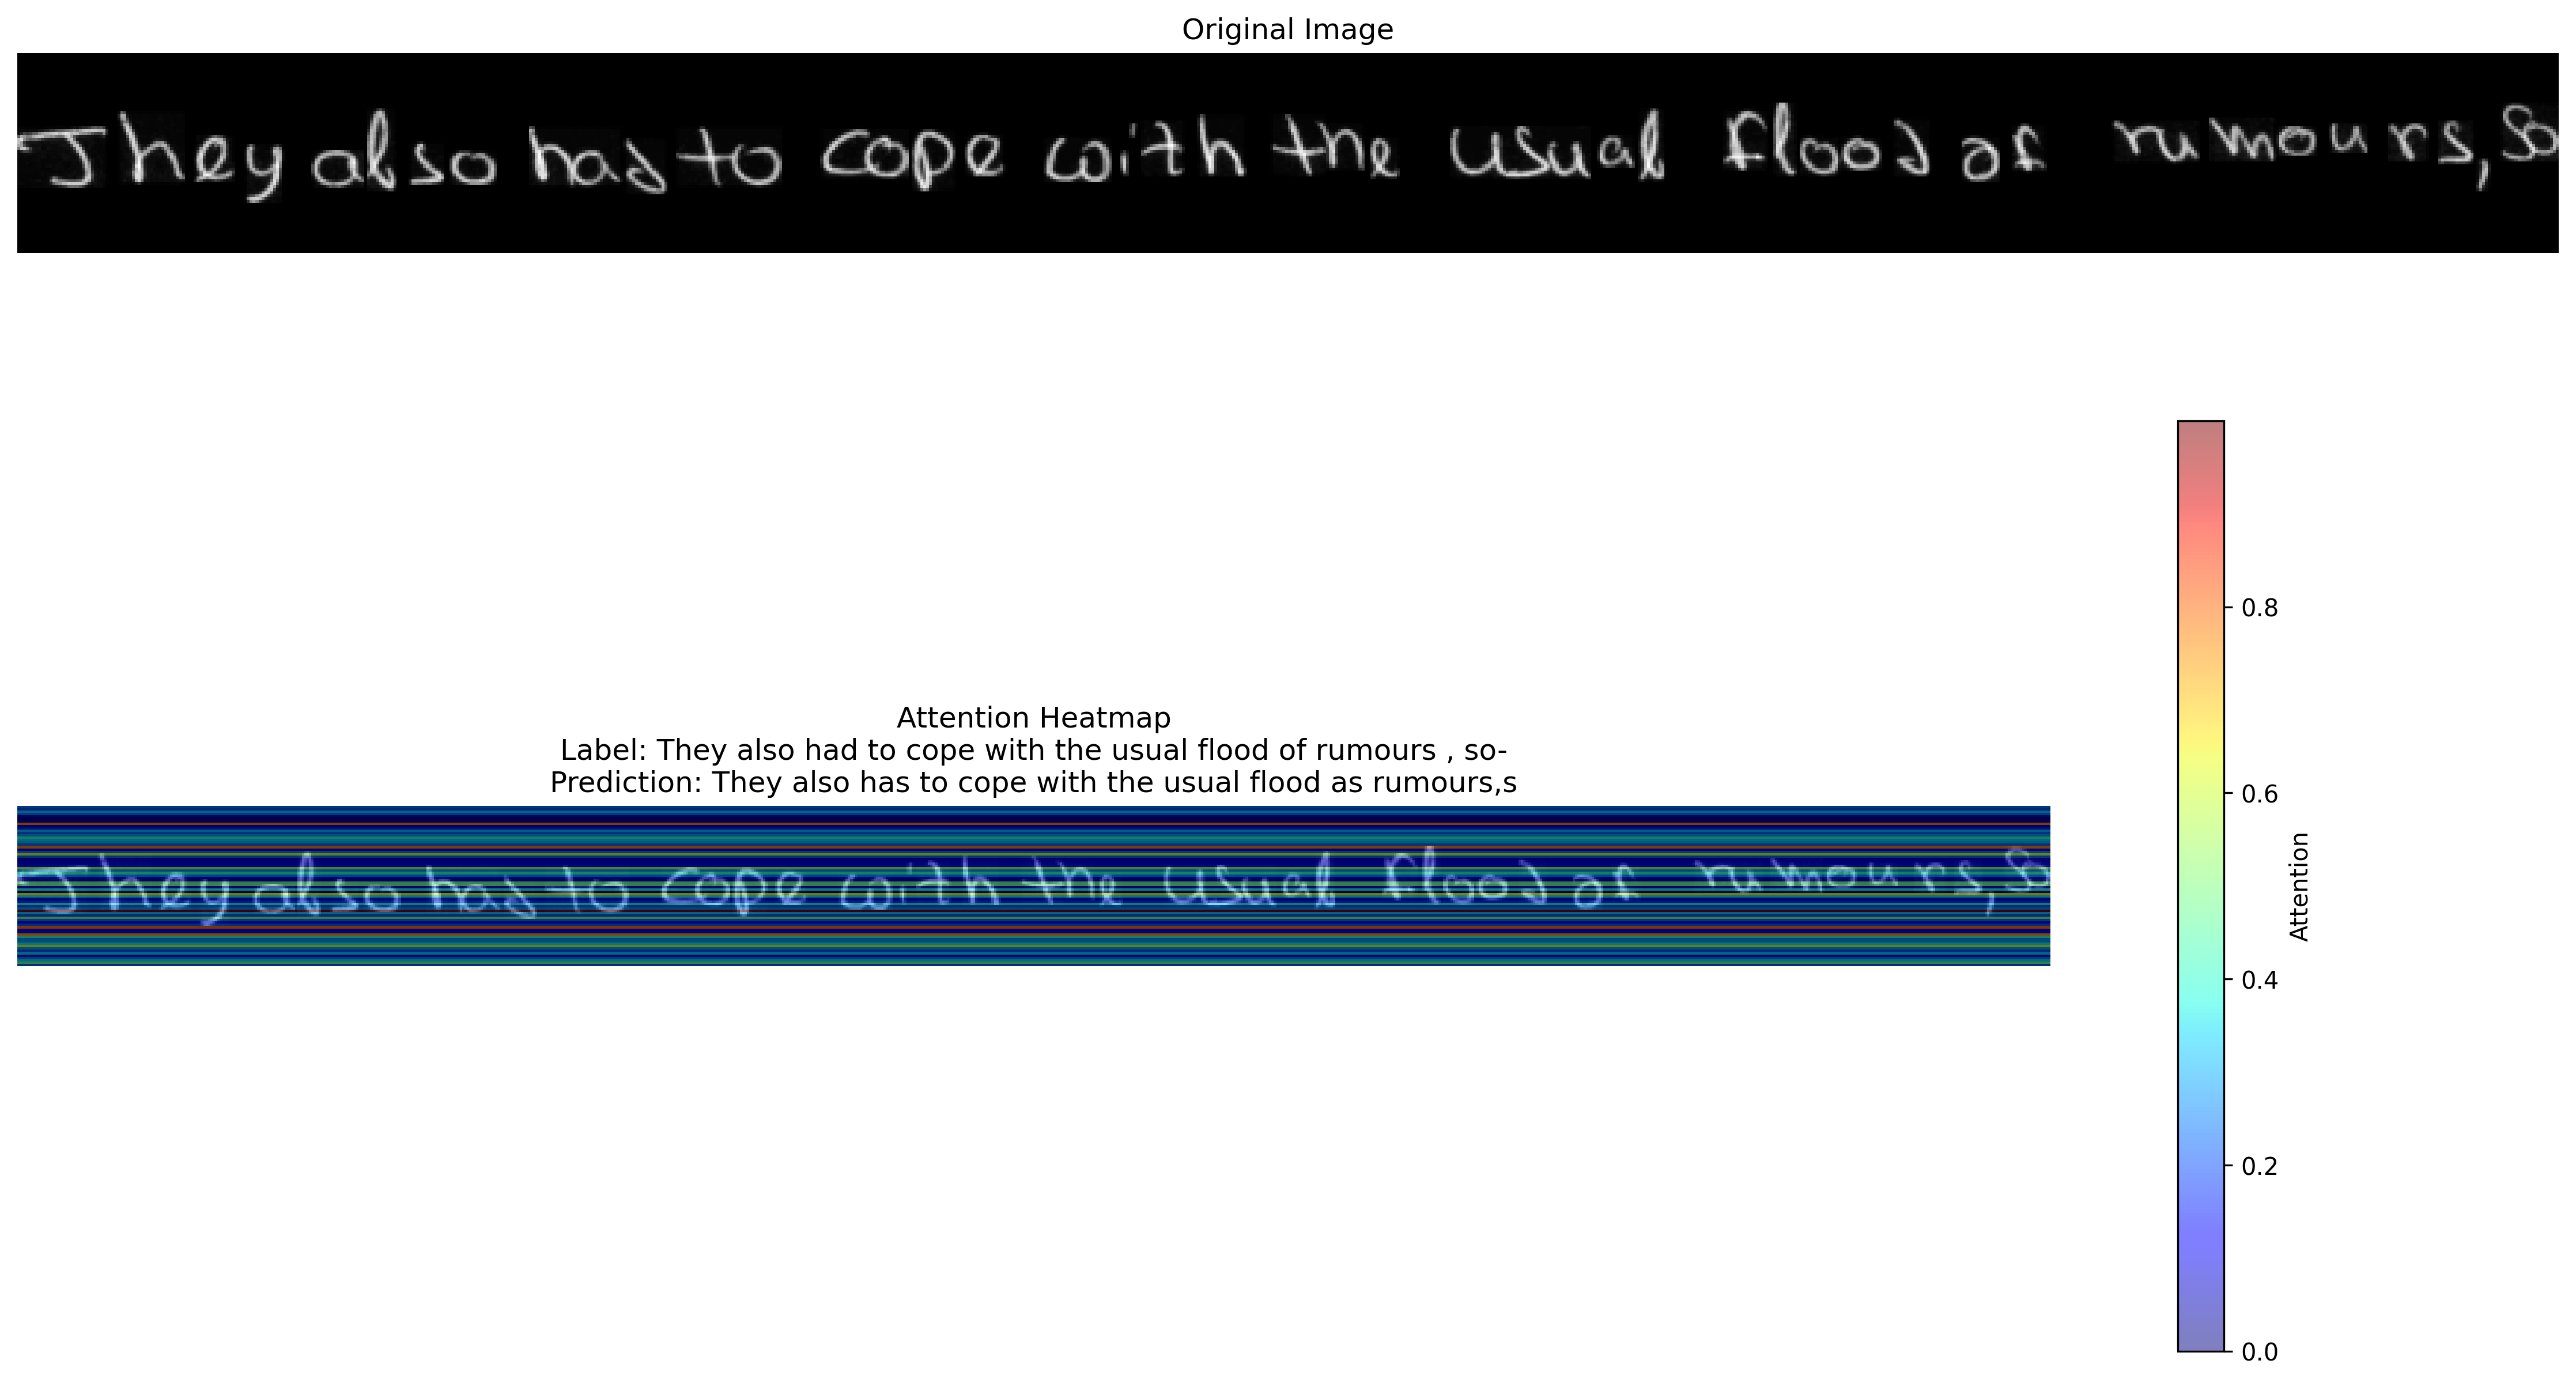 Original Image
They also had to cope with the usual flood of rumours, so
Attention Heatmap
Label: They also had to cope with the usual flood of rumours , so-
Prediction: They also has to cope with the usual flood as rumours,s
They also had to cope with the usual flood of rumours, so
0.8
0.6
0.4
0.2
0.0
Attention